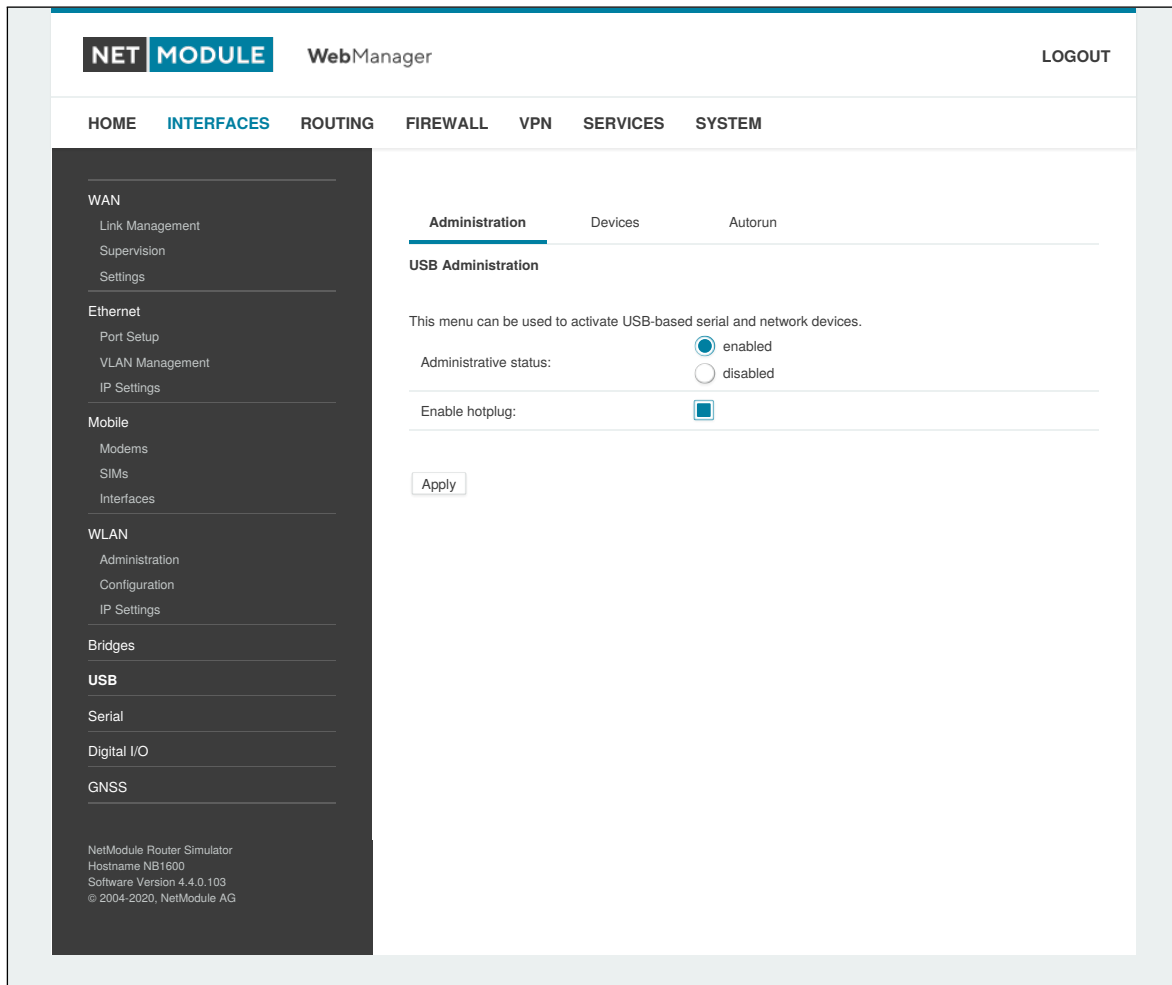 NET MODULE WebManager LOGOUT
HOME INTERFACES ROUTING FIREWALL VPN SERVICES SYSTEM
WAN
Link Management
Supervision
Settings
Ethernet
Port Setup
VLAN Management
IP Settings
Mobile
Modems
SIMs
Interfaces
WLAN
Administration
Configuration
IP Settings
Bridges
USB
Serial
Digital I/O
GNSS
NetModule Router Simulator
Hostname NB1600
Software Version 4.4.0.103
© 2004-2020, NetModule AG
Administration Devices Autorun
USB Administration
This menu can be used to activate USB-based serial and network devices.
Administrative status:
enabled
disabled
Enable hotplug:
Apply